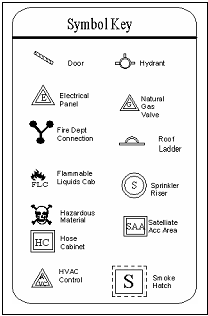 Symbol Key
Door
Hydrant
E
Electrical
Panel
G
Natural
Gas
Valve
Fire Dept
Connection
Roof
Ladder
FLC
Flammable
Liquids Cab
S
Sprinkler
Riser
Hazardous
Material
SAA
Satellate
Acc Area
HC
Hose
Cabinet
HVAC
Control
S
Smoke
Hatch